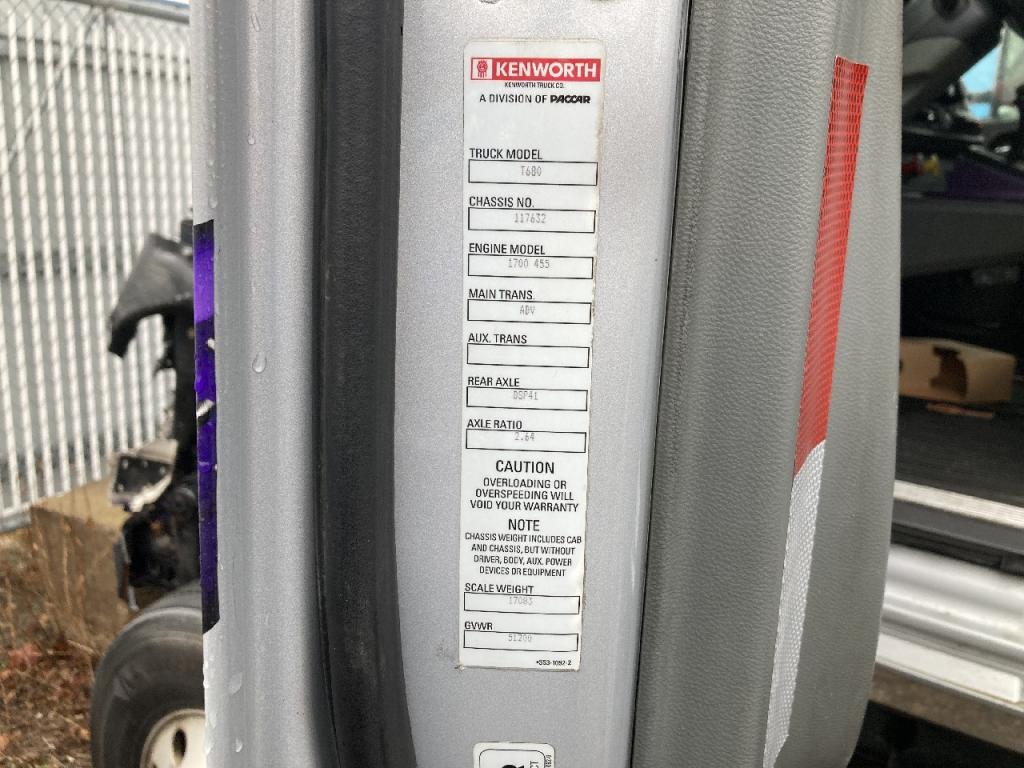 KENWORTH
KENWORTH TRUCK CO.
A DIVISION OF PACCAR
TRUCK MODEL
T680
CHASSIS NO.
117632
ENGINE MODEL
1700 455
MAIN TRANS.
ADV
AUX. TRANS
REAR AXLE
DSP41
AXLE RATIO
2.64
CAUTION
OVERLOADING OR
OVERSPEEDING WILL
VOID YOUR WARRANTY
NOTE
CHASSIS WEIGHT INCLUDES CAB
AND CHASSIS, BUT WITHOUT
DRIVER, BODY, AUX. POWER
DEVICES OR EQUIPMENT
SCALE WEIGHT
17083
GVWR
51200